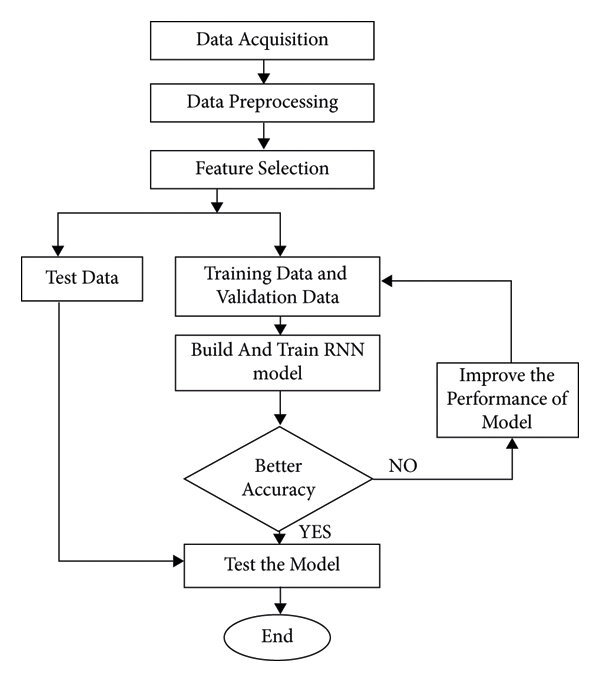 Data Acquisition
Data Preprocessing
Feature Selection
Test Data
Training Data and
Validation Data
Build And Train RNN
model
Improve the
Performance of
Model
Better
Accuracy
NO
YES
Test the Model
End